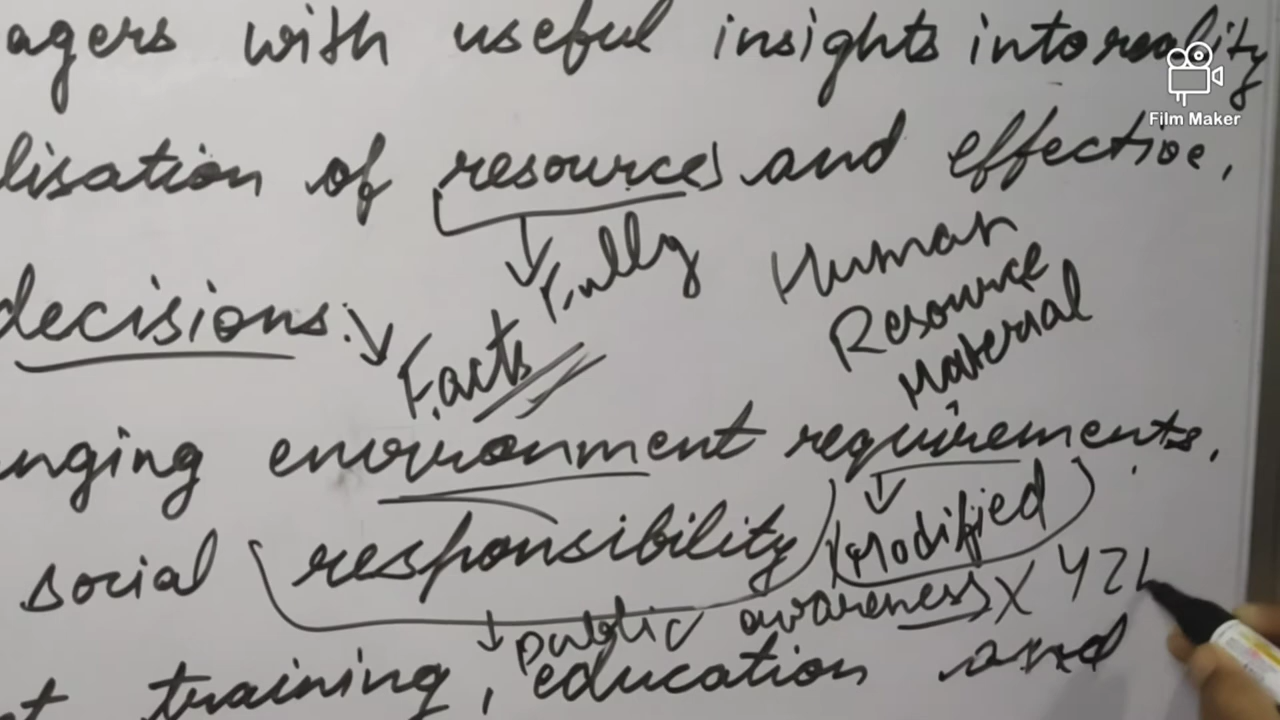 agers with useful insights into reality
Film Maker
lisation of resources and effective,
Fully
Human
Resource
Material
decisions.
Facts
nging environment requirements.
(Modified)
social responsibility
public awareness X Y Z
training, education and